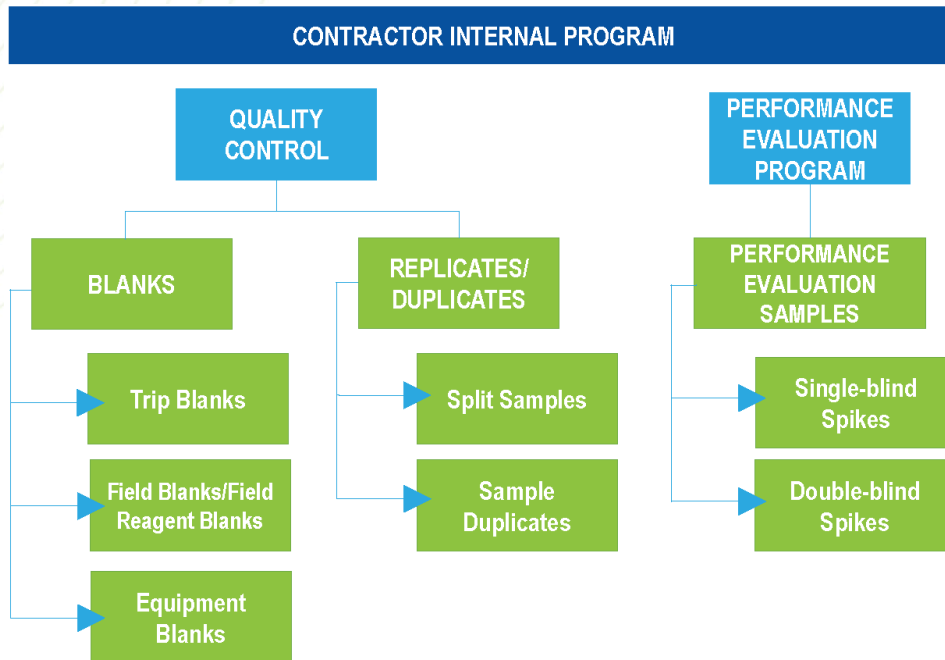 CONTRACTOR INTERNAL PROGRAM
QUALITY
CONTROL
PERFORMANCE
EVALUATION
PROGRAM
BLANKS
REPLICATES/
DUPLICATES
PERFORMANCE
EVALUATION
SAMPLES
Trip Blanks
Split Samples
Single-blind
Spikes
Field Blanks/Field
Reagent Blanks
Sample
Duplicates
Double-blind
Spikes
Equipment
Blanks